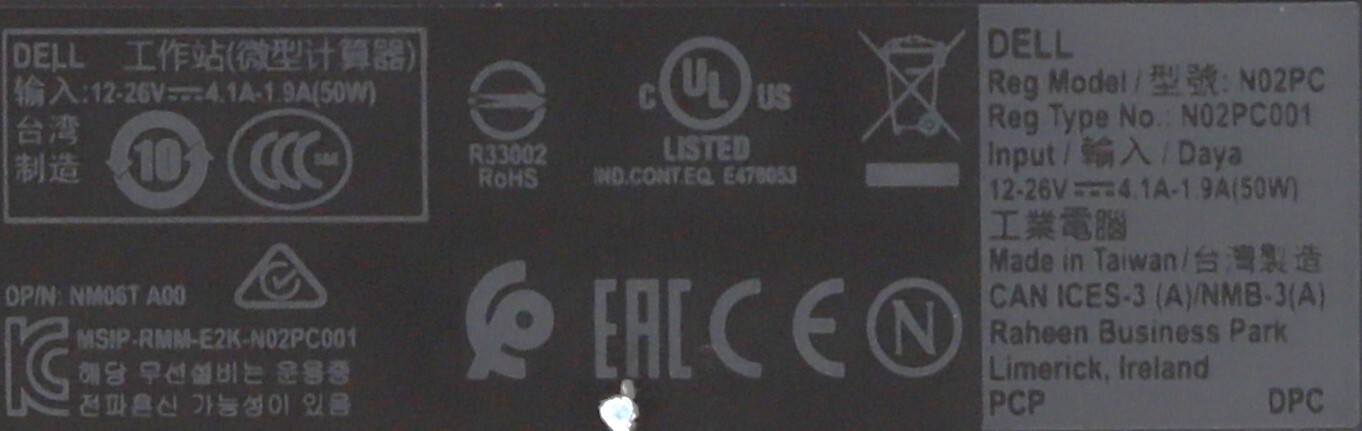 DELL 工作站(微型计算器)
输入:12-26V⎓4.1A-1.9A(50W)
台湾
制造
10
CCC
R33002
RoHS
C UL US
LISTED
IND.CONT.EQ. E478053
DP/N: NM06T A00
MSIP-RMM-E2K-N02PC001
해당 무선설비는 운용중
전파혼신 가능성이 있음
EAC CE N
DELL
Reg Model / 型號: N02PC
Reg Type No.: N02PC001
Input / 輸入 / Daya
12-26V⎓4.1A-1.9A(50W)
工業電腦
Made in Taiwan/台灣製造
CAN ICES-3 (A)/NMB-3(A)
Raheen Business Park
Limerick, Ireland
PCP DPC